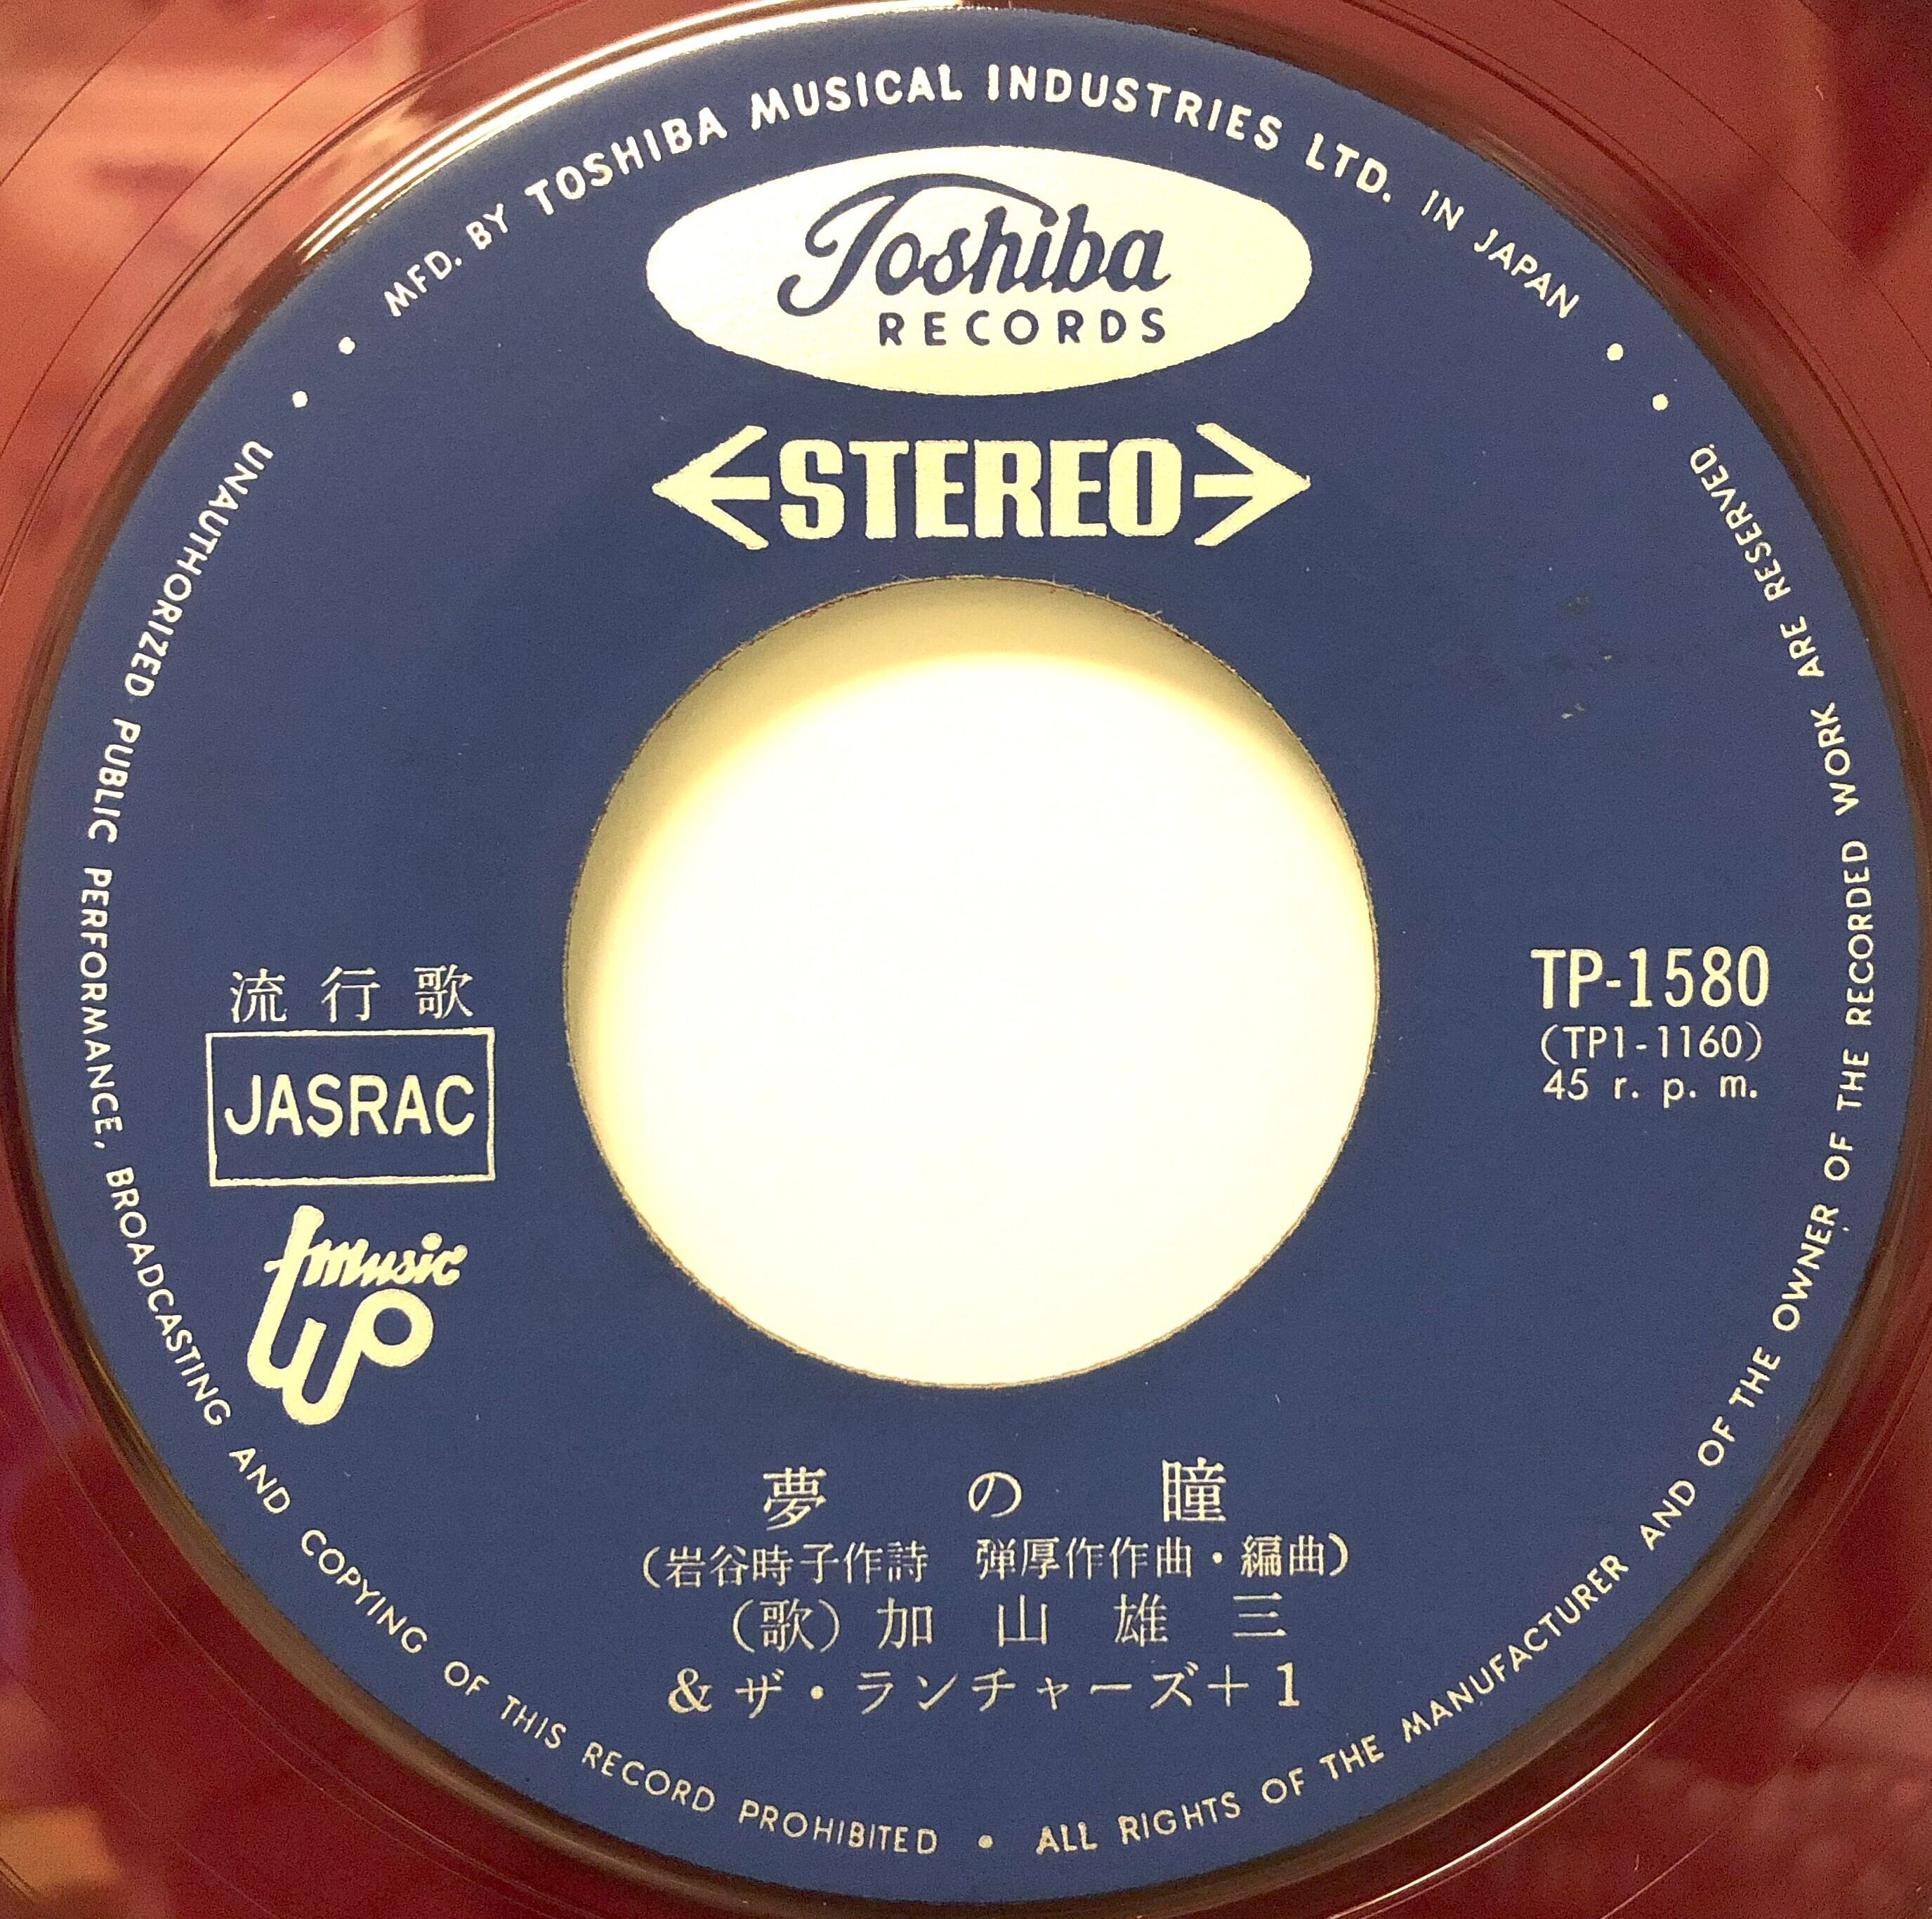 MFD. BY TOSHIBA MUSICAL INDUSTRIES LTD. IN JAPAN
Toshiba
RECORDS
STEREO
流行歌
JASRAC
music
up
TP-1580
(TP1-1160)
45 r. p. m.
夢の瞳
(岩谷時子作詩 弾厚作作曲・編曲)
(歌) 加山雄三
& ザ・ランチャーズ+1
UNAUTHORIZED PUBLIC PERFORMANCE, BROADCASTING AND COPYING OF THIS RECORD PROHIBITED • ALL RIGHTS OF THE MANUFACTURER AND OF THE OWNER OF THE RECORDED WORK ARE RESERVED.